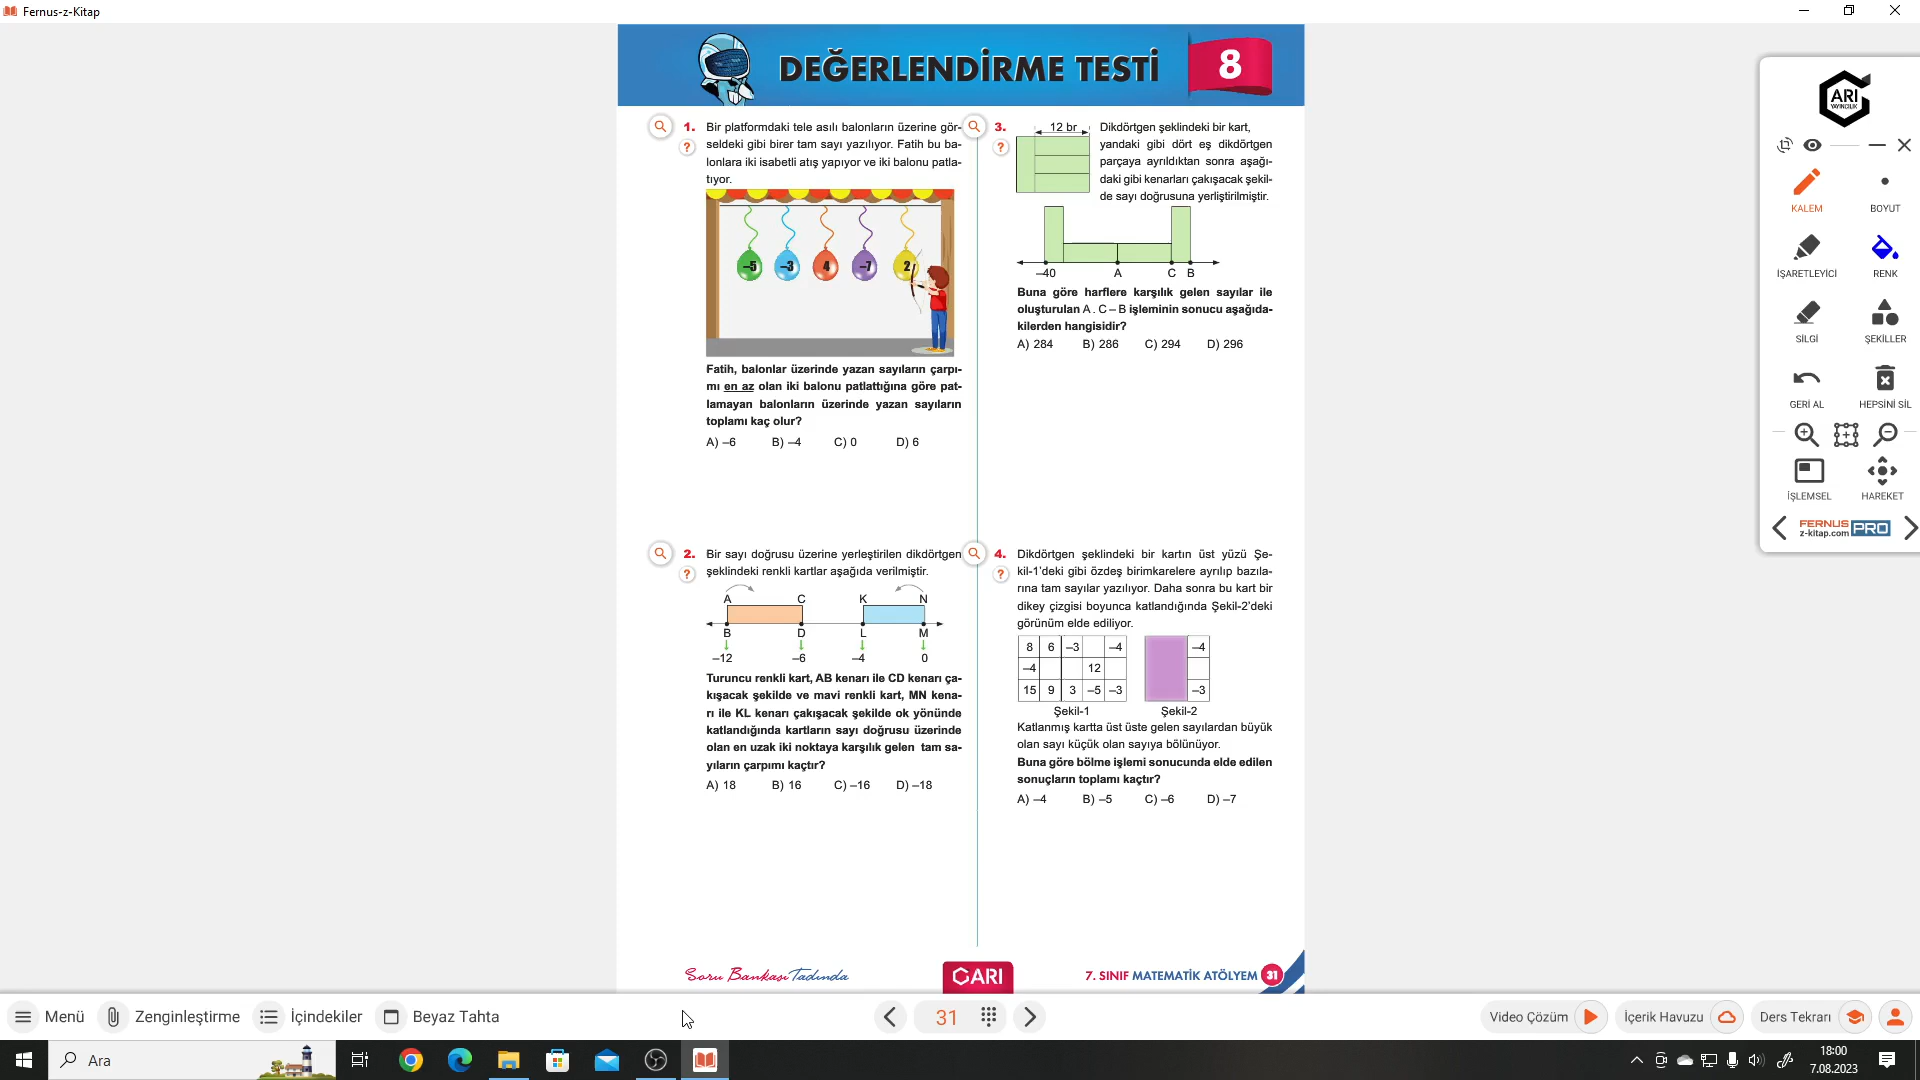 Fernus-z-Kitap
DEĞERLENDİRME TESTİ
8
1. Bir platformdaki tele asılı balonların üzerine gör-
seldeki gibi birer tam sayı yazılıyor. Fatih bu ba-
lonlara iki isabetli atış yapıyor ve iki balonu patla-
tıyor.
–5 –3 4 –7 2
Fatih, balonlar üzerinde yazan sayıların çarpı-
mı en az olan iki balonu patlattığına göre pat-
lamayan balonların üzerinde yazan sayıların
toplamı kaç olur?
A) –6 B) –4 C) 0 D) 6
2. Bir sayı doğrusu üzerine yerleştirilen dikdörtgen
şeklindeki renkli kartlar aşağıda verilmiştir.
A C K N
B D L M
–12 –6 –4 0
Turuncu renkli kart, AB kenarı ile CD kenarı ça-
kışacak şekilde ve mavi renkli kart, MN kena-
rı ile KL kenarı çakışacak şekilde ok yönünde
katlandığında kartların sayı doğrusu üzerinde
olan en uzak iki noktaya karşılık gelen tam sa-
yıların çarpımı kaçtır?
A) 18 B) 16 C) –16 D) –18
3. 12 br Dikdörtgen şeklindeki bir kart,
yandaki gibi dört eş dikdörtgen
parçaya ayrıldıktan sonra aşağı-
daki gibi kenarları çakışacak şekil-
de sayı doğrusuna yerleştirilmiştir.
–40 A C B
Buna göre harflere karşılık gelen sayılar ile
oluşturulan A . C – B işleminin sonucu aşağıda-
kilerden hangisidir?
A) 284 B) 286 C) 294 D) 296
4. Dikdörtgen şeklindeki bir kartın üst yüzü Şe-
kil-1’deki gibi özdeş birimkarelere ayrılıp bazıla-
rına tam sayılar yazılıyor. Daha sonra bu kart bir
dikey çizgisi boyunca katlandığında Şekil-2’deki
görünüm elde ediliyor.
8 6 –3 –4 –4
–4 12
15 9 3 –5 –3 –3
Şekil-1 Şekil-2
Katlanmış kartta üst üste gelen sayılardan büyük
olan sayı küçük olan sayıya bölünüyor.
Buna göre bölme işlemi sonucunda elde edilen
sonuçların toplamı kaçtır?
A) –4 B) –5 C) –6 D) –7
Soru Bankası Tadında
ARI
7. SINIF MATEMATİK ATÖLYEM 31
ARI
YAYINCILIK
KALEM BOYUT
İŞARETLEYİCİ RENK
SİLGİ ŞEKİLLER
GERİ AL HEPSİNİ SİL
İŞLEMSEL HAREKET
FERNUS PRO
z-kitap.com
Menü Zenginleştirme İçindekiler Beyaz Tahta 31 Video Çözüm İçerik Havuzu Ders Tekrarı
Ara
18:00
7.08.2023